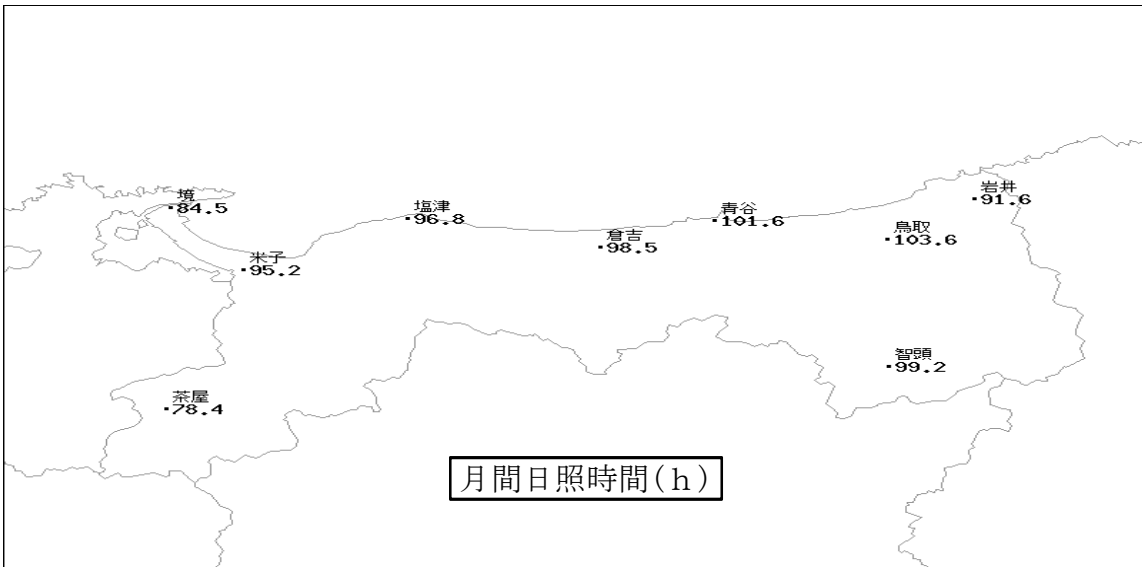 境
84.5
塩津
96.8
青谷
101.6
岩井
91.6
倉吉
98.5
鳥取
103.6
米子
95.2
智頭
99.2
茶屋
78.4
月間日照時間(ｈ)